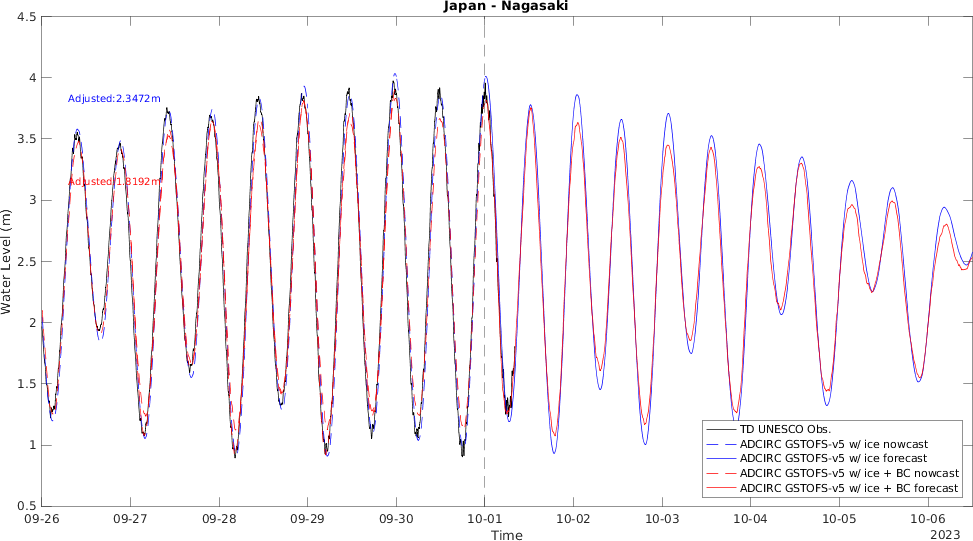 Japan - Nagasaki
4.5
4
3.5
3
2.5
2
1.5
1
0.5
Water Level (m)
Adjusted:2.3472m
Adjusted:1.8192m
TD UNESCO Obs.
ADCIRC GSTOFS-v5 w/ ice nowcast
ADCIRC GSTOFS-v5 w/ ice forecast
ADCIRC GSTOFS-v5 w/ ice + BC nowcast
ADCIRC GSTOFS-v5 w/ ice + BC forecast
09-26 09-27 09-28 09-29 09-30 10-01 10-02 10-03 10-04 10-05 10-06
Time
2023